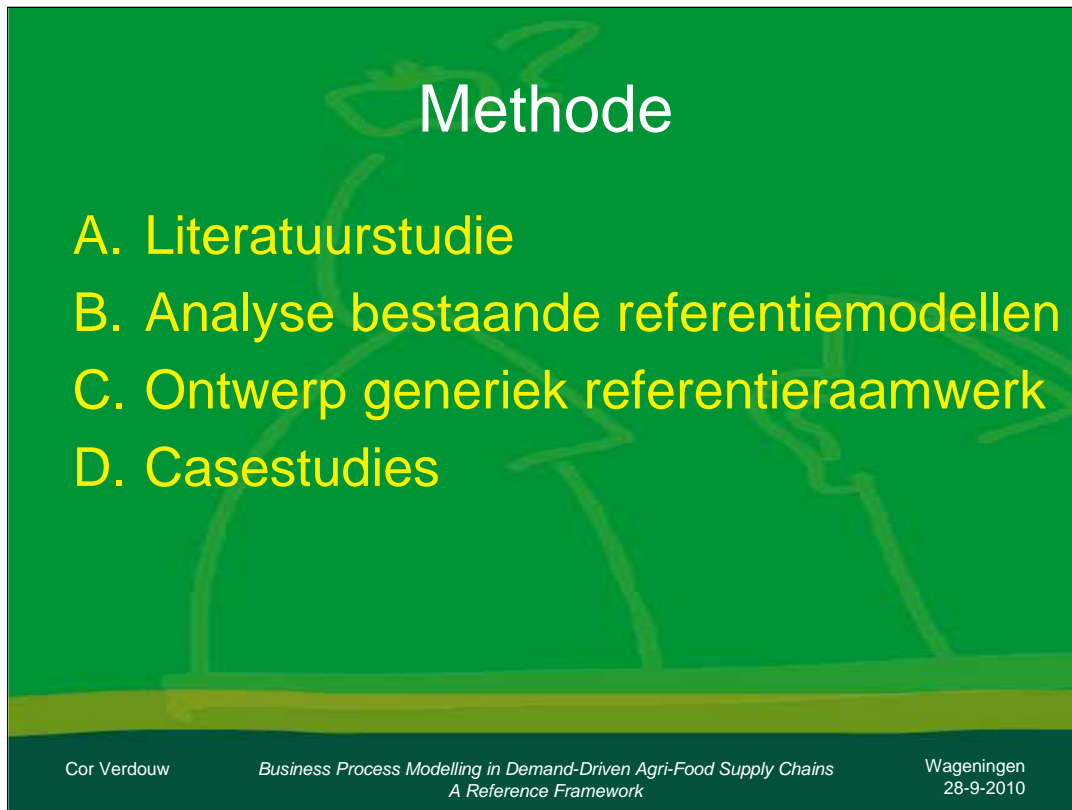 Methode
A. Literatuurstudie
B. Analyse bestaande referentiemodellen
C. Ontwerp generiek referentieraamwerk
D. Casestudies
Cor Verdouw
Business Process Modelling in Demand-Driven Agri-Food Supply Chains
A Reference Framework
Wageningen
28-9-2010